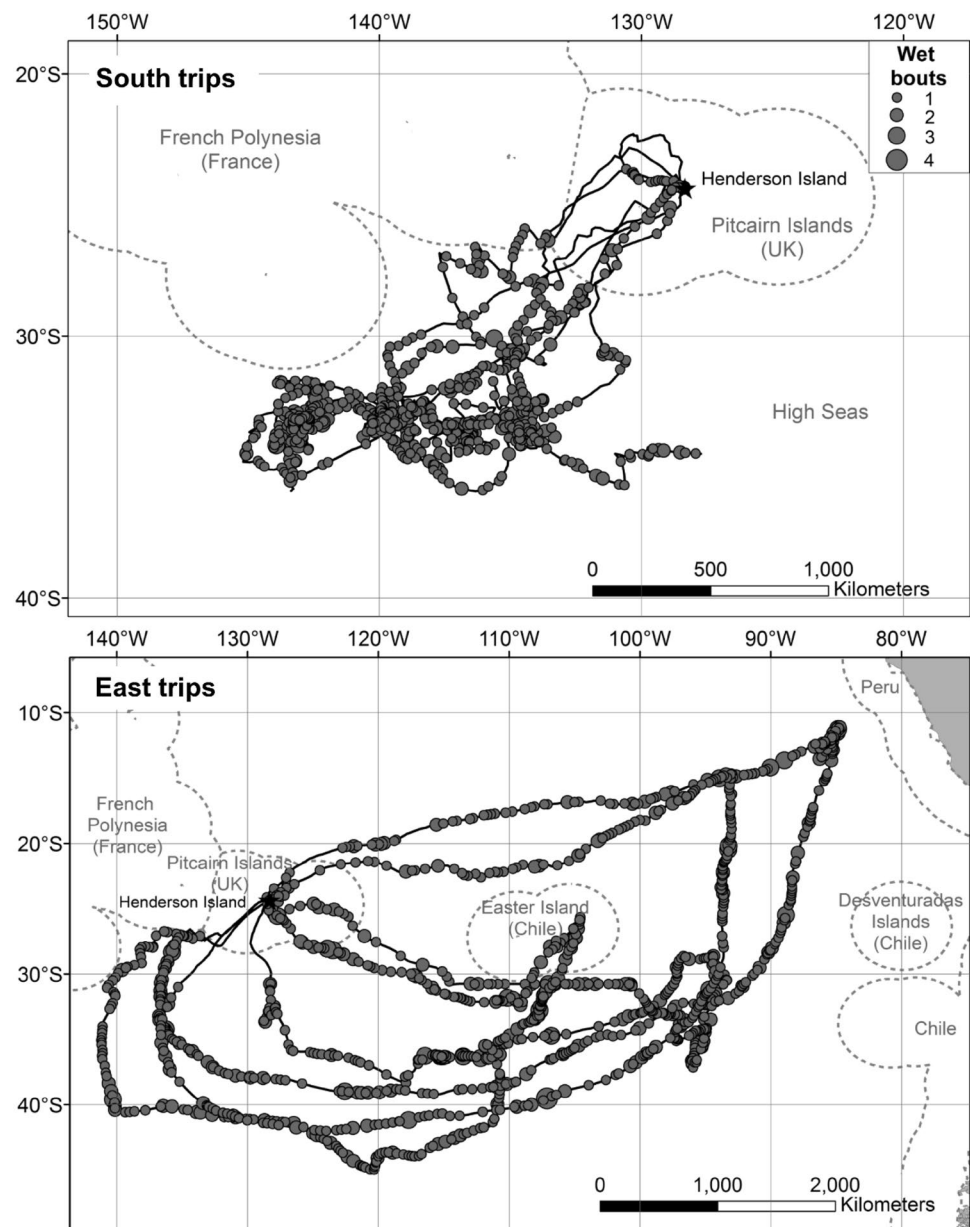 150°W 140°W 130°W 120°W
20°S
South trips
Wet
bouts
1
2
3
4
French Polynesia
(France)
Henderson Island
Pitcairn Islands
(UK)
30°S
High Seas
0 500 1,000
Kilometers
40°S
140°W 130°W 120°W 110°W 100°W 90°W 80°W
East trips
Peru
10°S
French
Polynesia
(France)
20°S
Pitcairn Islands
(UK)
Henderson Island
Easter Island
(Chile)
Desventuradas
Islands
(Chile)
30°S
Chile
40°S
0 1,000 2,000
Kilometers